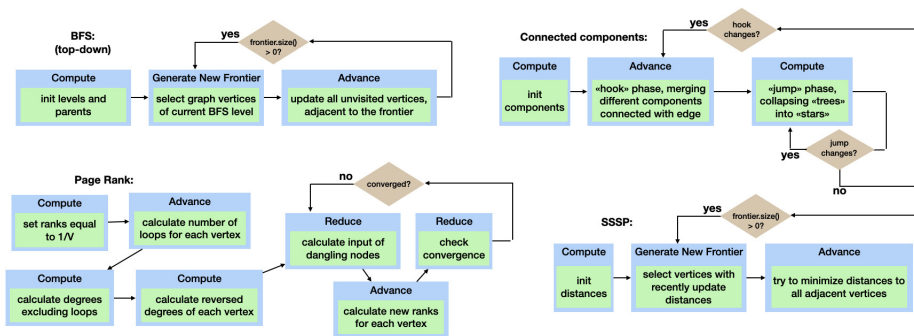 BFS:
(top-down)
yes
frontier.size()
> 0?
Compute
init levels and
parents
Generate New Frontier
select graph vertices
of current BFS level
Advance
update all unvisited vertices,
adjacent to the frontier
Connected components:
yes
hook
changes?
Compute
init
components
Advance
«hook» phase, merging
different components
connected with edge
Compute
«jump» phase,
collapsing «trees»
into «stars»
yes
jump
changes?
no
Page Rank:
Compute
set ranks equal
to 1/V
Advance
calculate number of
loops for each vertex
Compute
calculate degrees
excluding loops
Compute
calculate reversed
degrees of each vertex
no
converged?
Reduce
calculate input of
dangling nodes
Advance
calculate new ranks
for each vertex
Reduce
check
convergence
SSSP:
yes
frontier.size()
> 0?
Compute
init
distances
Generate New Frontier
select vertices with
recently update
distances
Advance
try to minimize distances to
all adjacent vertices